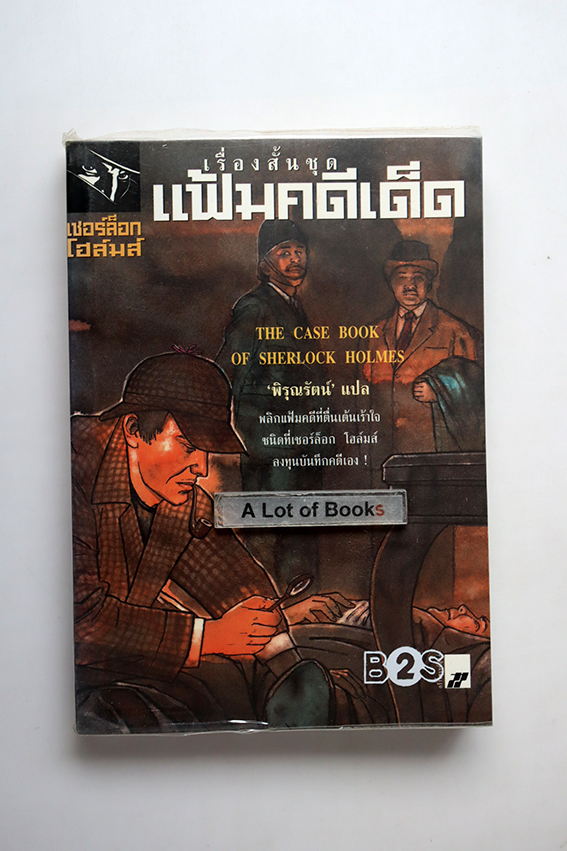 เรื่องสั้นชุด
แฟ้มคดีเด็ด
เชอร์ล็อก
โฮล์มส์
THE CASE BOOK
OF SHERLOCK HOLMES
'พิรุณรัตน์' แปล
พลิกแฟ้มคดีที่ตื่นเต้นเร้าใจ
ชนิดที่เชอร์ล็อก โฮล์มส์
ลงทุนบันทึกคดีเอง !
A Lot of Books
B2S